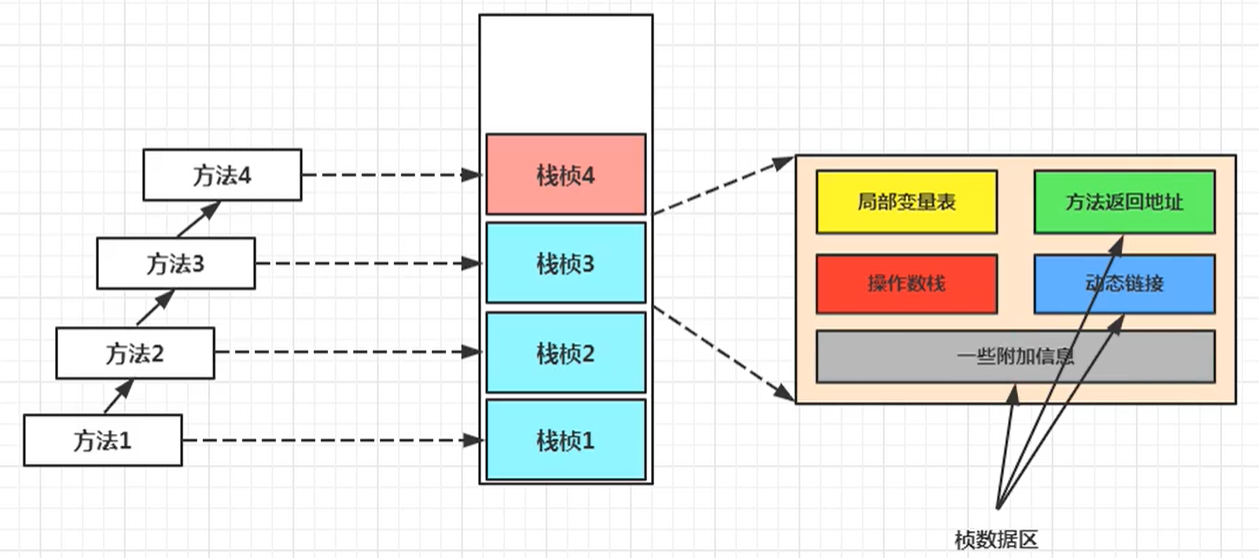 方法4
栈桢4
局部变量表
方法返回地址
方法3
栈桢3
操作数栈
动态链接
方法2
栈桢2
一些附加信息
方法1
栈桢1
桢数据区